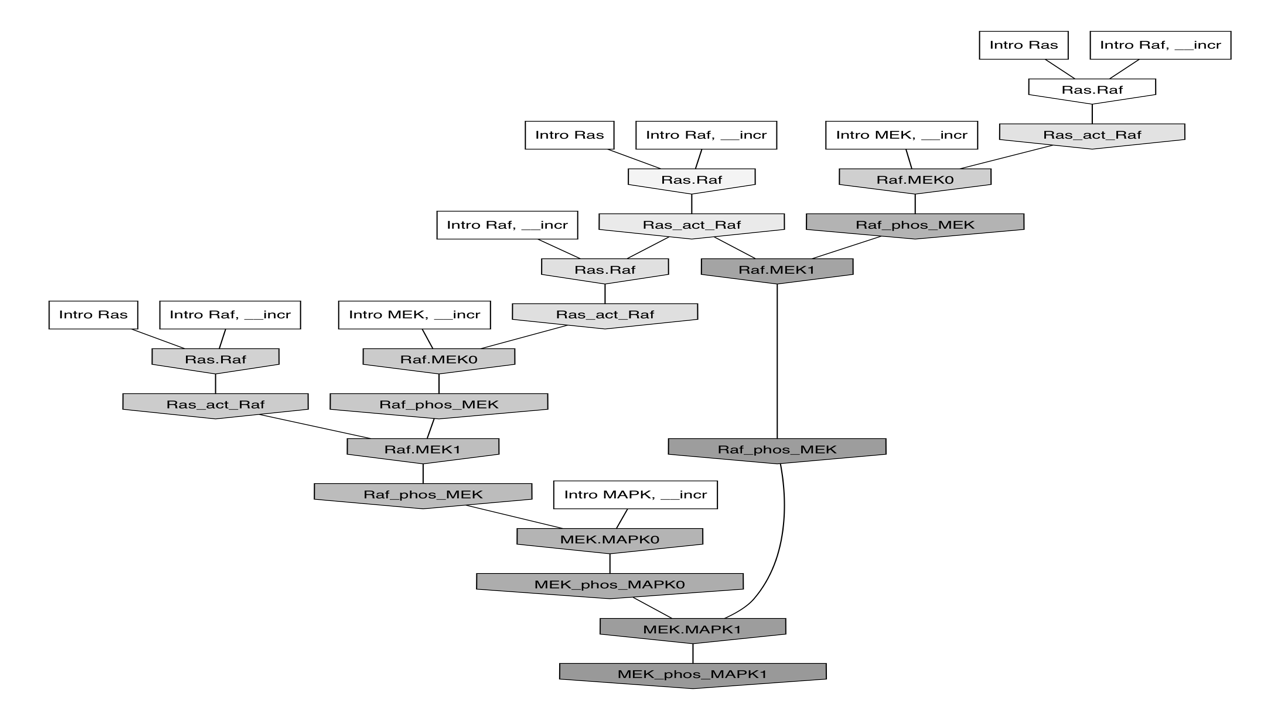 Intro Ras
Intro Raf, __incr
Ras.Raf
Intro Ras
Intro Raf, __incr
Intro MEK, __incr
Ras_act_Raf
Ras.Raf
Raf.MEK0
Intro Raf, __incr
Ras_act_Raf
Raf_phos_MEK
Ras.Raf
Raf.MEK1
Intro Ras
Intro Raf, __incr
Intro MEK, __incr
Ras_act_Raf
Ras.Raf
Raf.MEK0
Ras_act_Raf
Raf_phos_MEK
Raf.MEK1
Raf_phos_MEK
Raf_phos_MEK
Intro MAPK, __incr
MEK.MAPK0
MEK_phos_MAPK0
MEK.MAPK1
MEK_phos_MAPK1